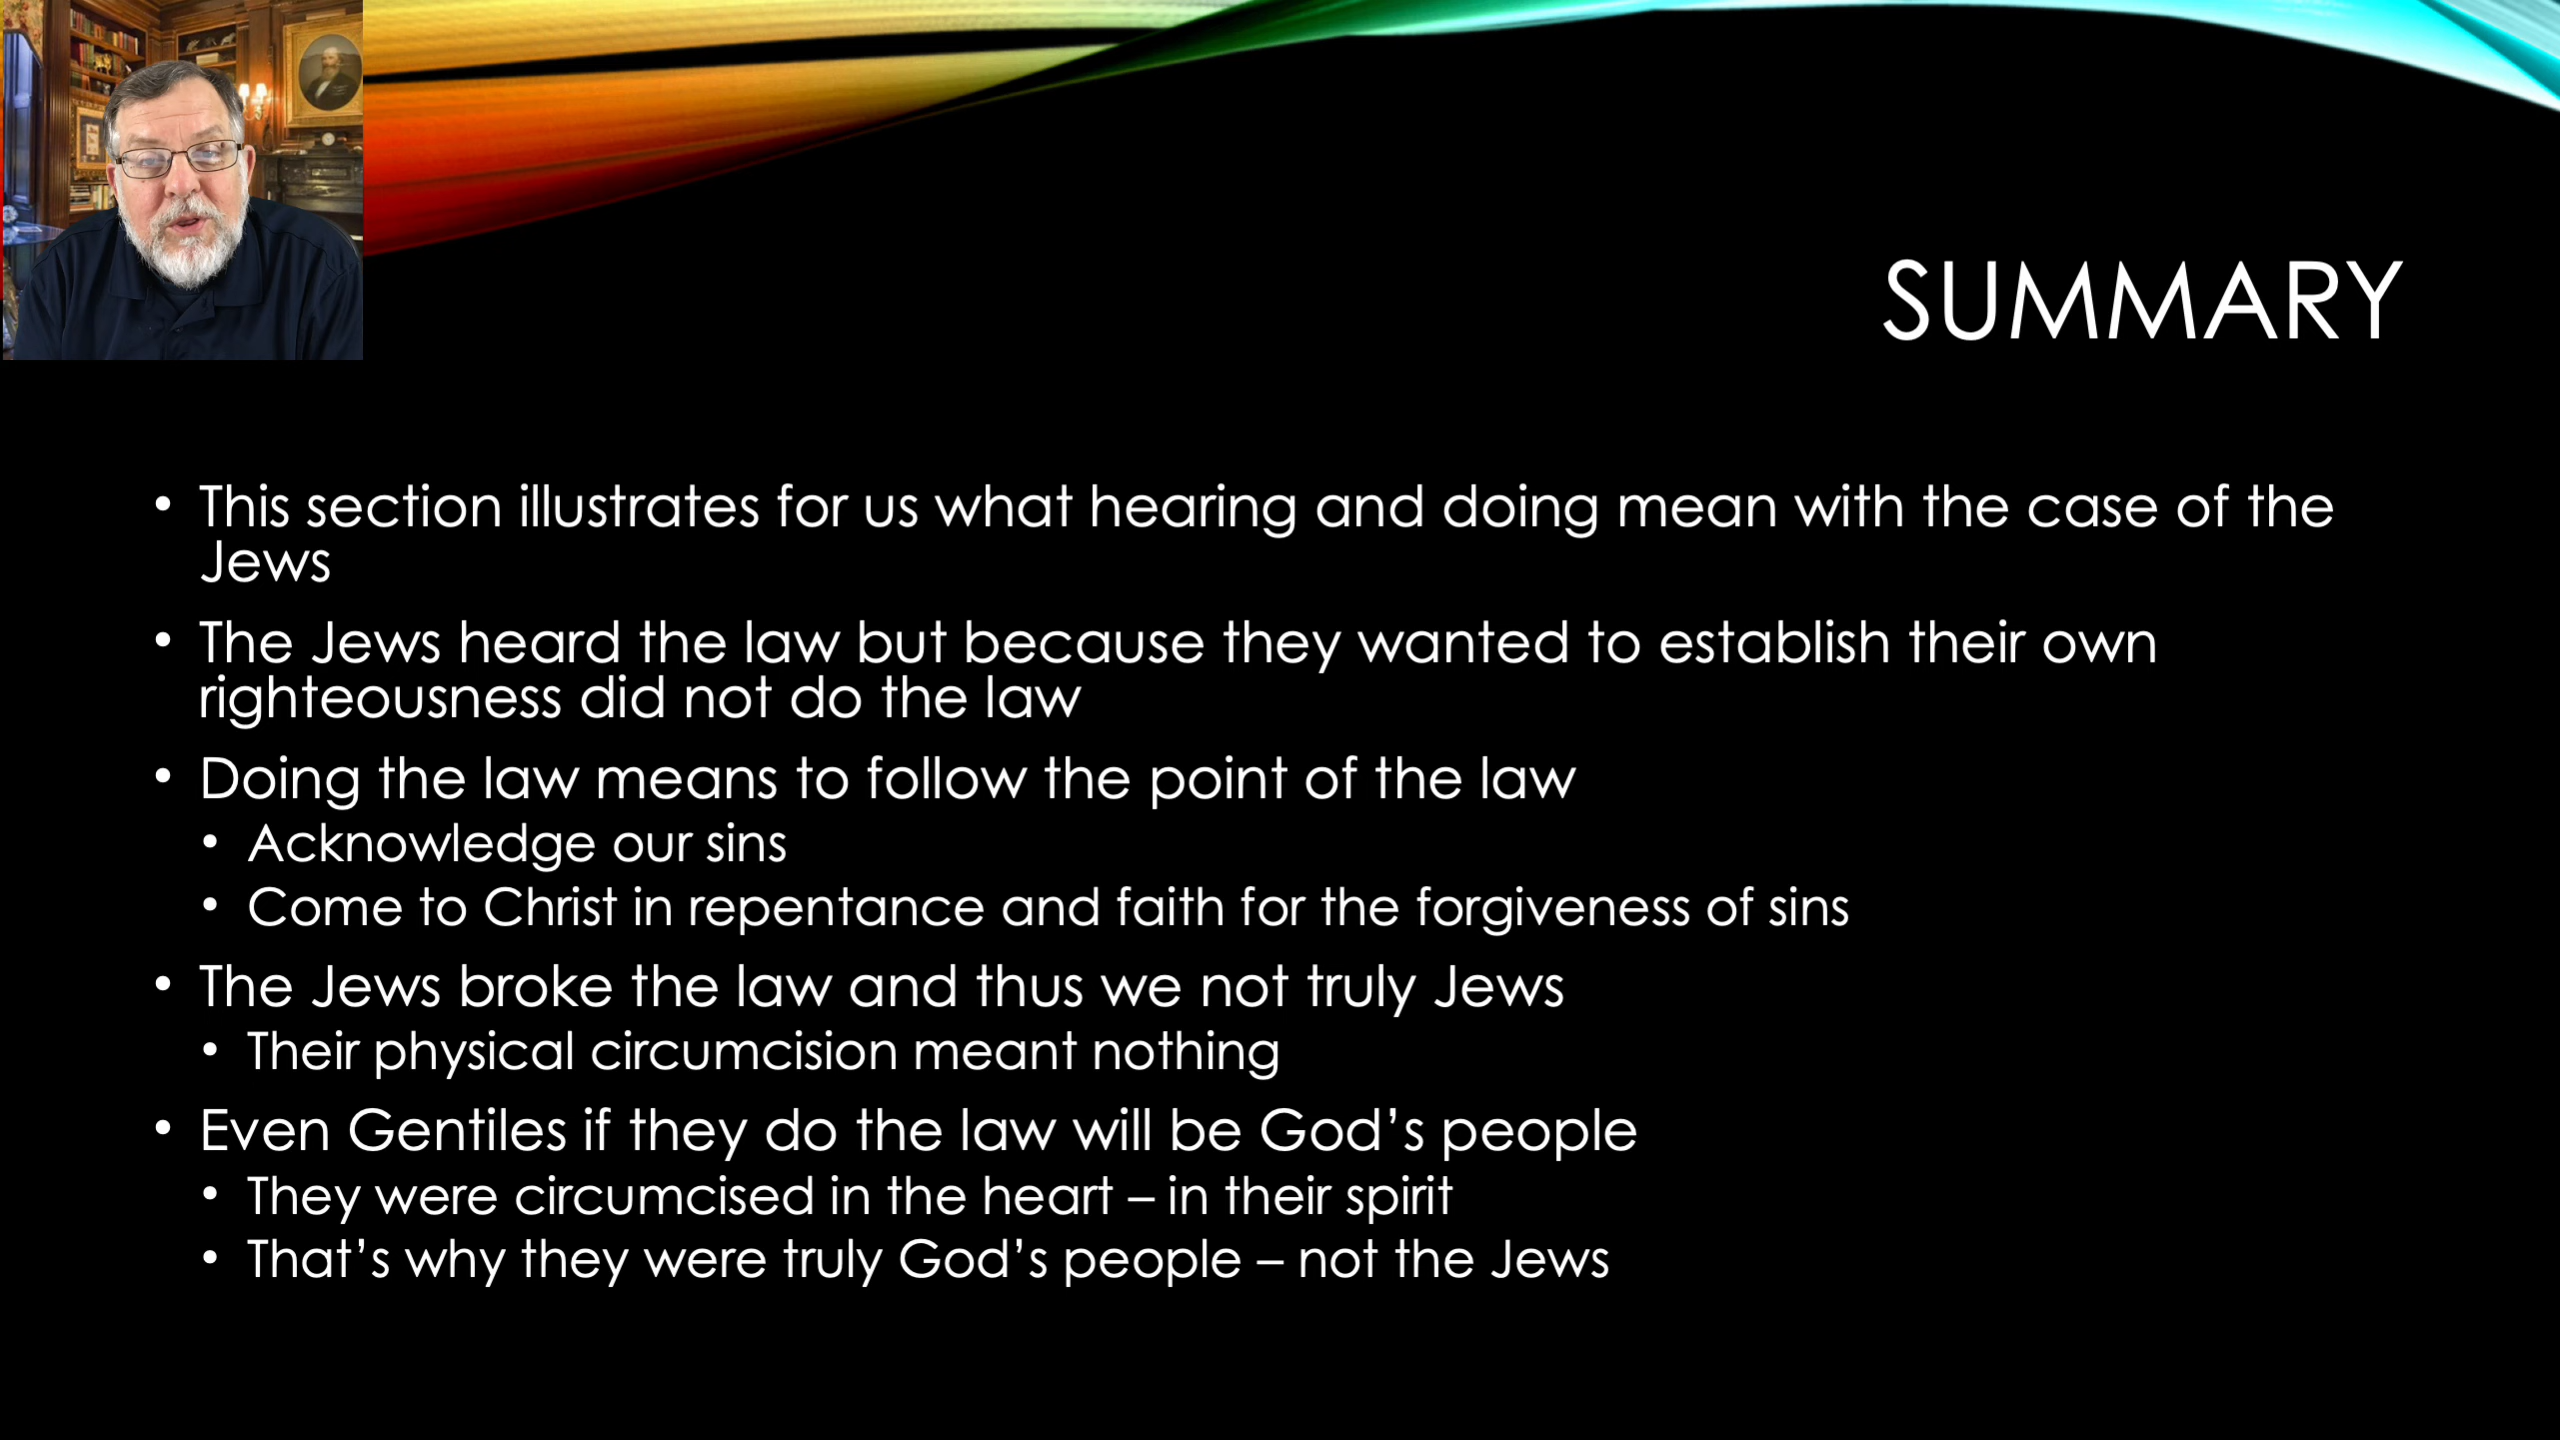 SUMMARY
• This section illustrates for us what hearing and doing mean with the case of the
Jews
• The Jews heard the law but because they wanted to establish their own
righteousness did not do the law
• Doing the law means to follow the point of the law
• Acknowledge our sins
• Come to Christ in repentance and faith for the forgiveness of sins
• The Jews broke the law and thus we not truly Jews
• Their physical circumcision meant nothing
• Even Gentiles if they do the law will be God’s people
• They were circumcised in the heart – in their spirit
• That’s why they were truly God’s people – not the Jews